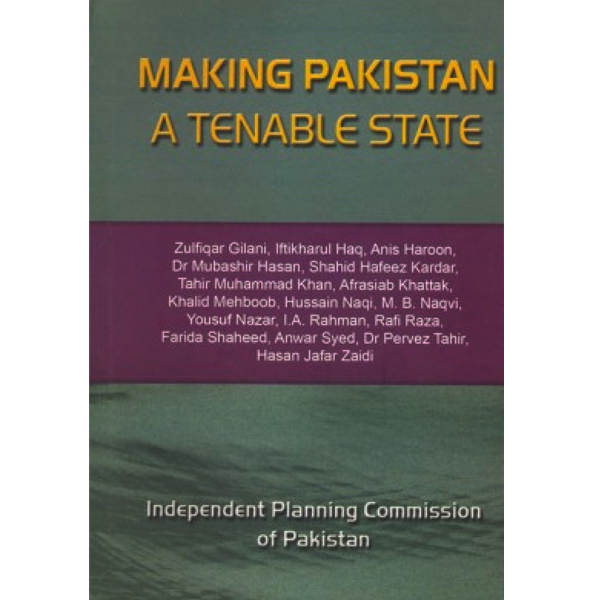 MAKING PAKISTAN
A TENABLE STATE
Zulfiqar Gilani, Iftikharul Haq, Anis Haroon,
Dr Mubashir Hasan, Shahid Hafeez Kardar,
Tahir Muhammad Khan, Afrasiab Khattak,
Khalid Mehboob, Hussain Naqi, M. B. Naqvi,
Yousuf Nazar, I.A. Rahman, Rafi Raza,
Farida Shaheed, Anwar Syed, Dr Pervez Tahir,
Hasan Jafar Zaidi
Independent Planning Commission
of Pakistan